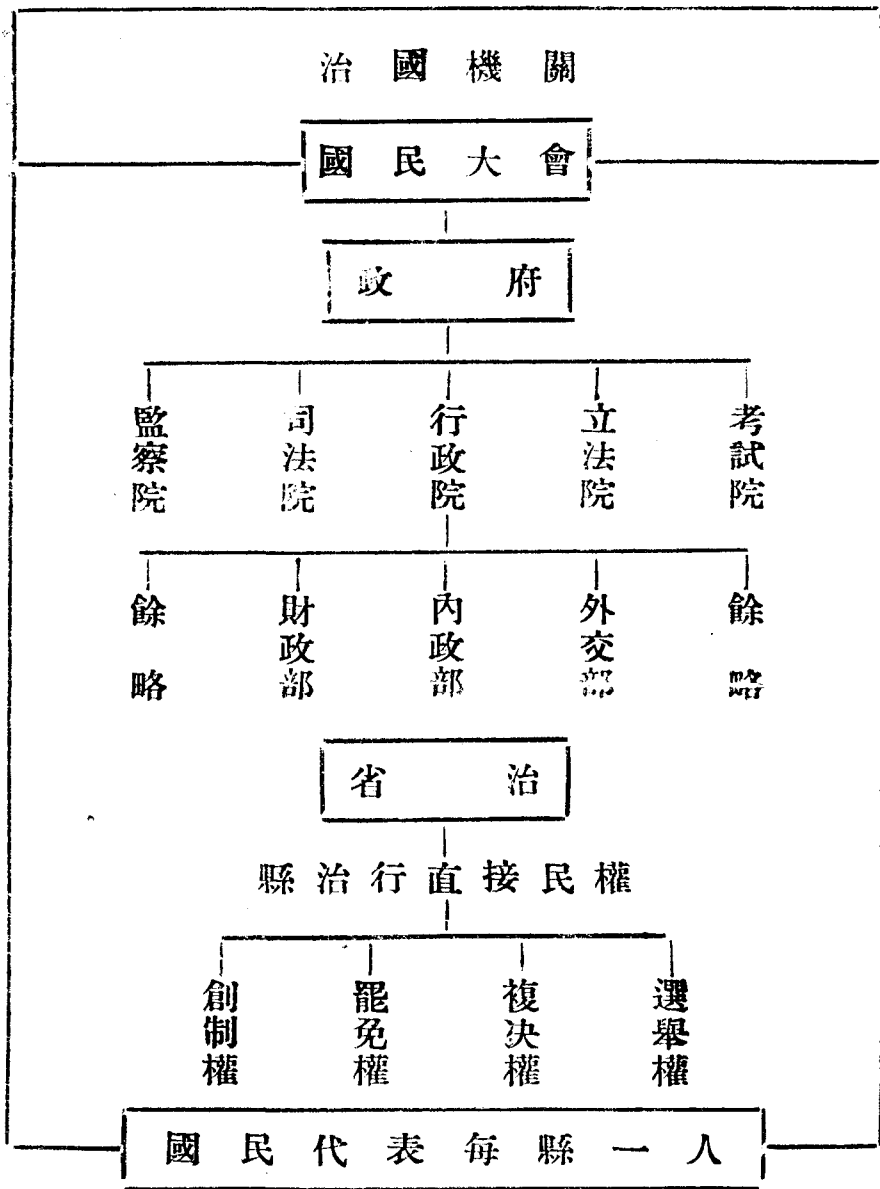 治國機關
國民大會
政府
監察院
司法院
行政院
立法院
考試院
餘略
財政部
內政部
外交部
餘略
省治
縣治行直接民權
創制權
罷免權
複决權
選舉權
國民代表每縣一人